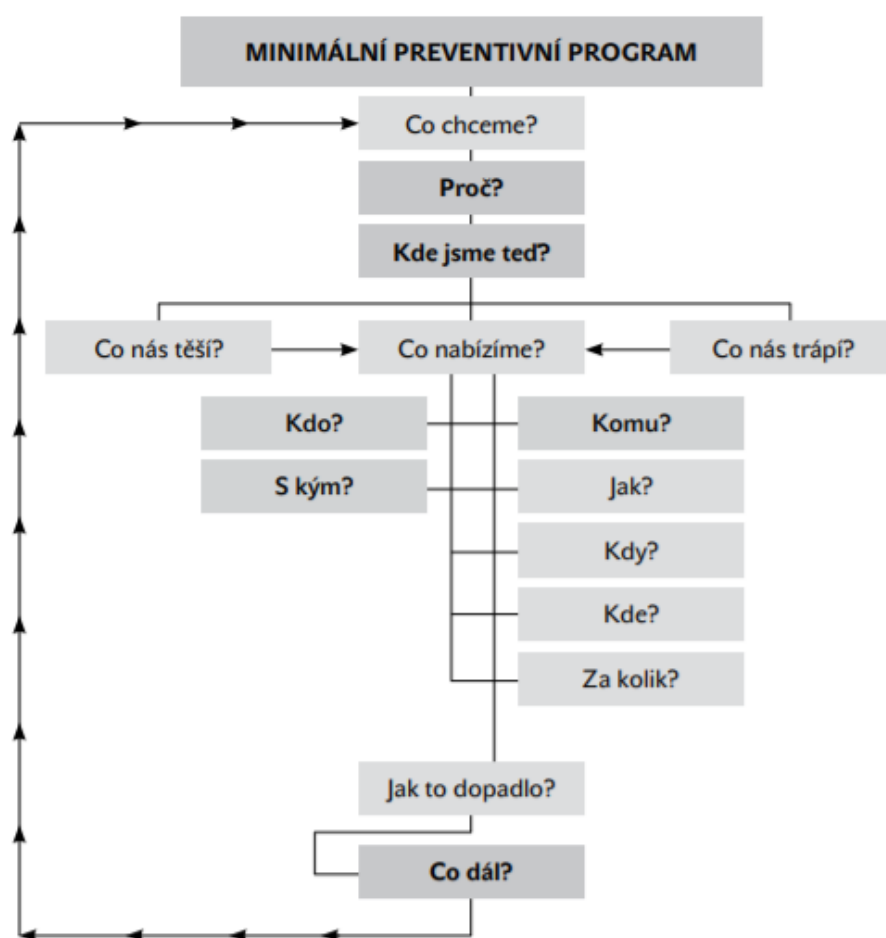 MINIMÁLNÍ PREVENTIVNÍ PROGRAM
Co chceme?
Proč?
Kde jsme teď?
Co nás těší?
Co nabízíme?
Co nás trápí?
Kdo?
Komu?
S kým?
Jak?
Kdy?
Kde?
Za kolik?
Jak to dopadlo?
Co dál?